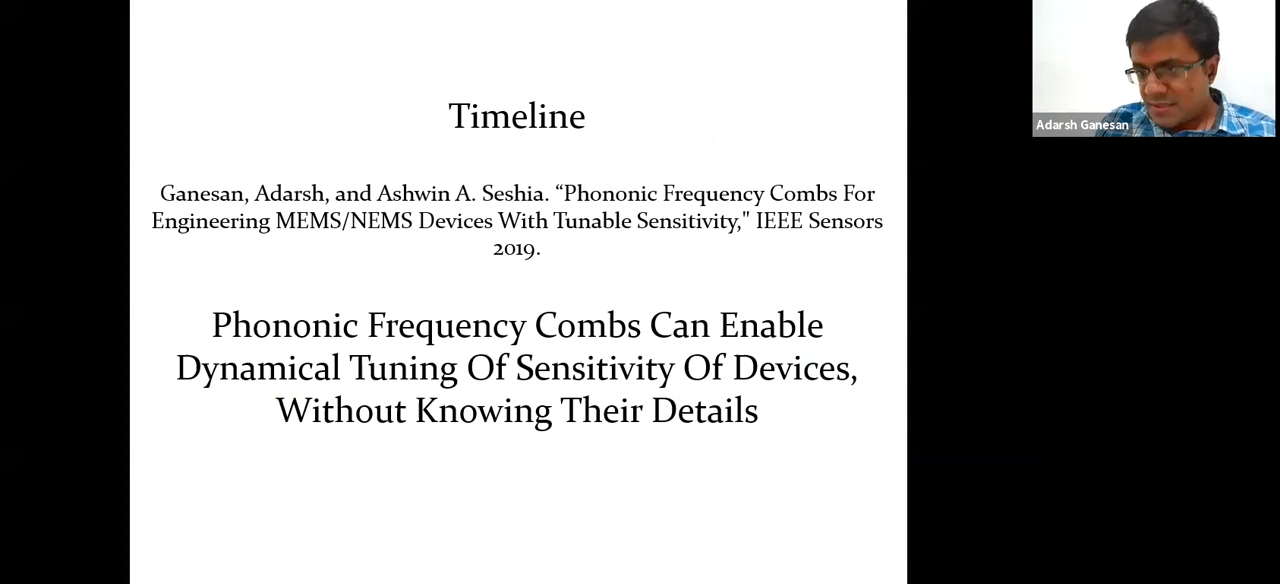 Timeline
Ganesan, Adarsh, and Ashwin A. Seshia. “Phononic Frequency Combs For
Engineering MEMS/NEMS Devices With Tunable Sensitivity," IEEE Sensors
2019.
Phononic Frequency Combs Can Enable
Dynamical Tuning Of Sensitivity Of Devices,
Without Knowing Their Details
Adarsh Ganesan